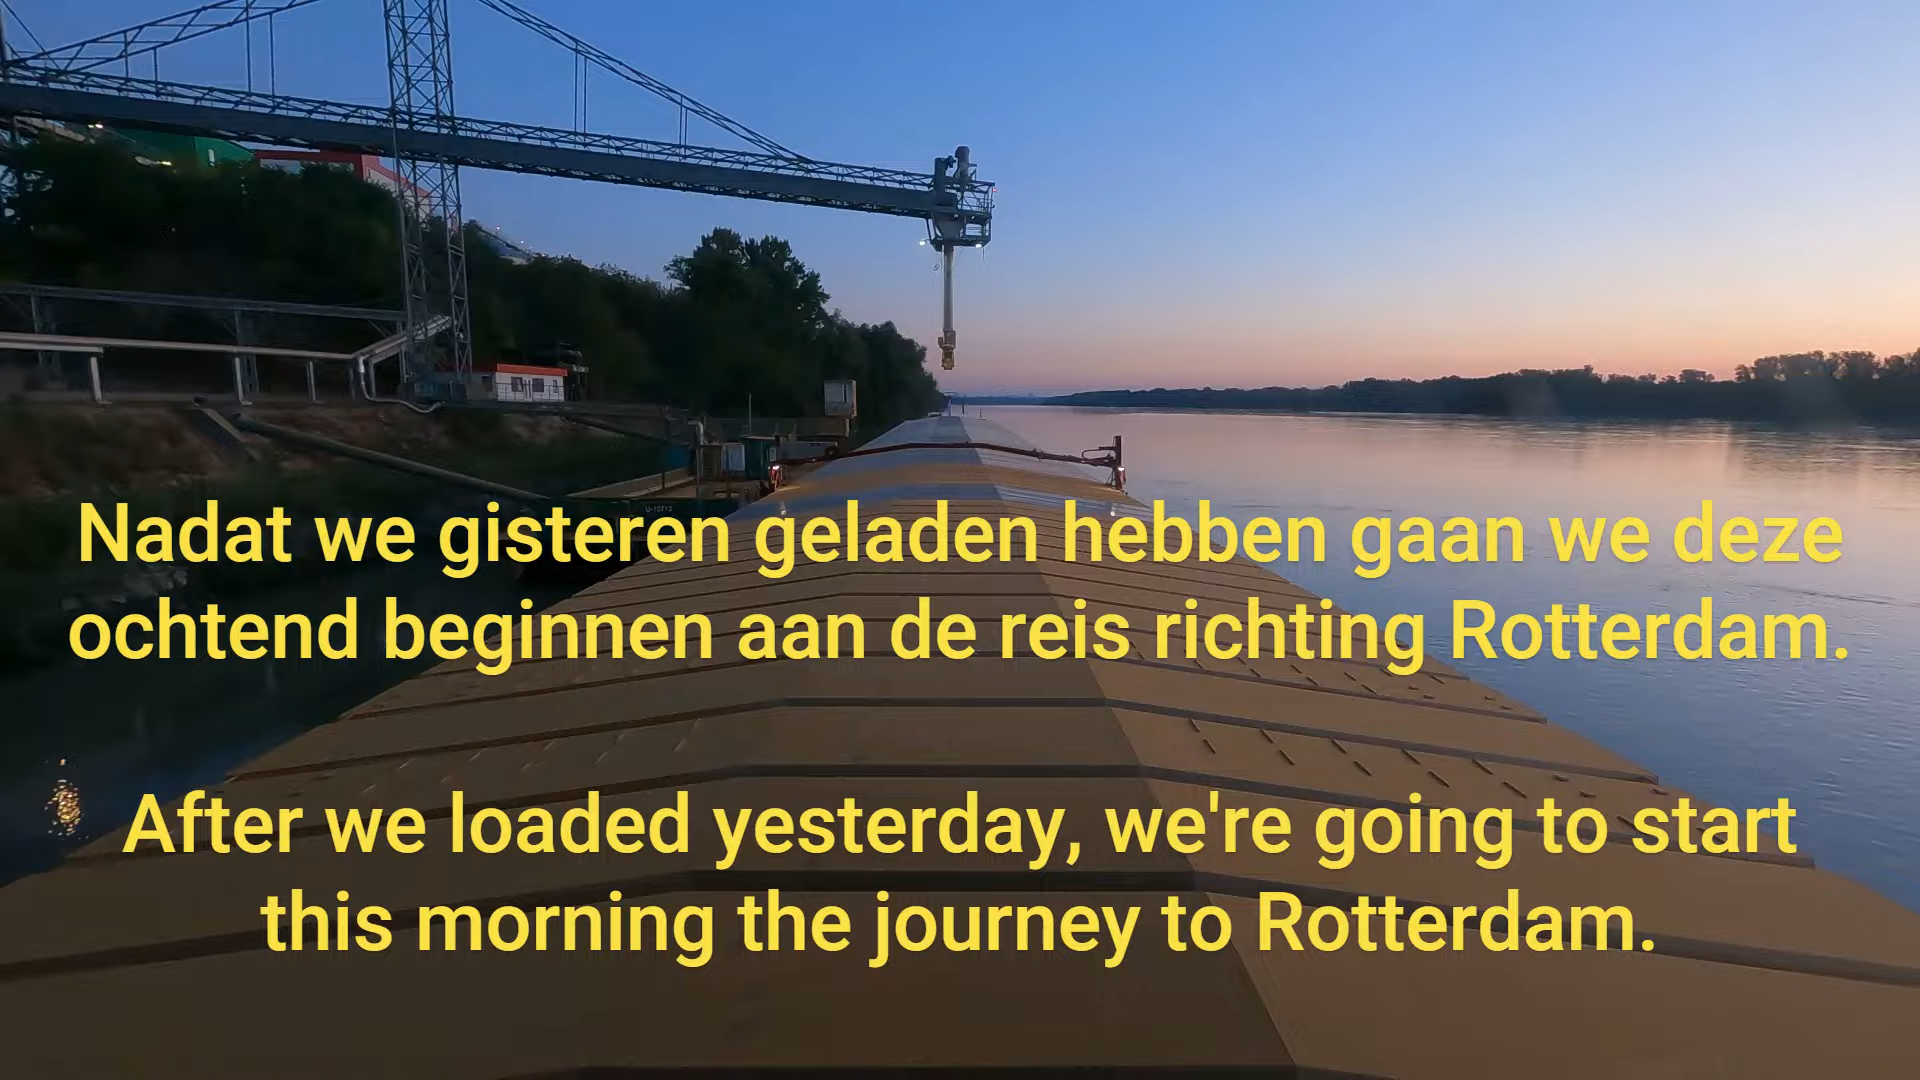 U-10713
Nadat we gisteren geladen hebben gaan we deze
ochtend beginnen aan de reis richting Rotterdam.
After we loaded yesterday, we're going to start
this morning the journey to Rotterdam.